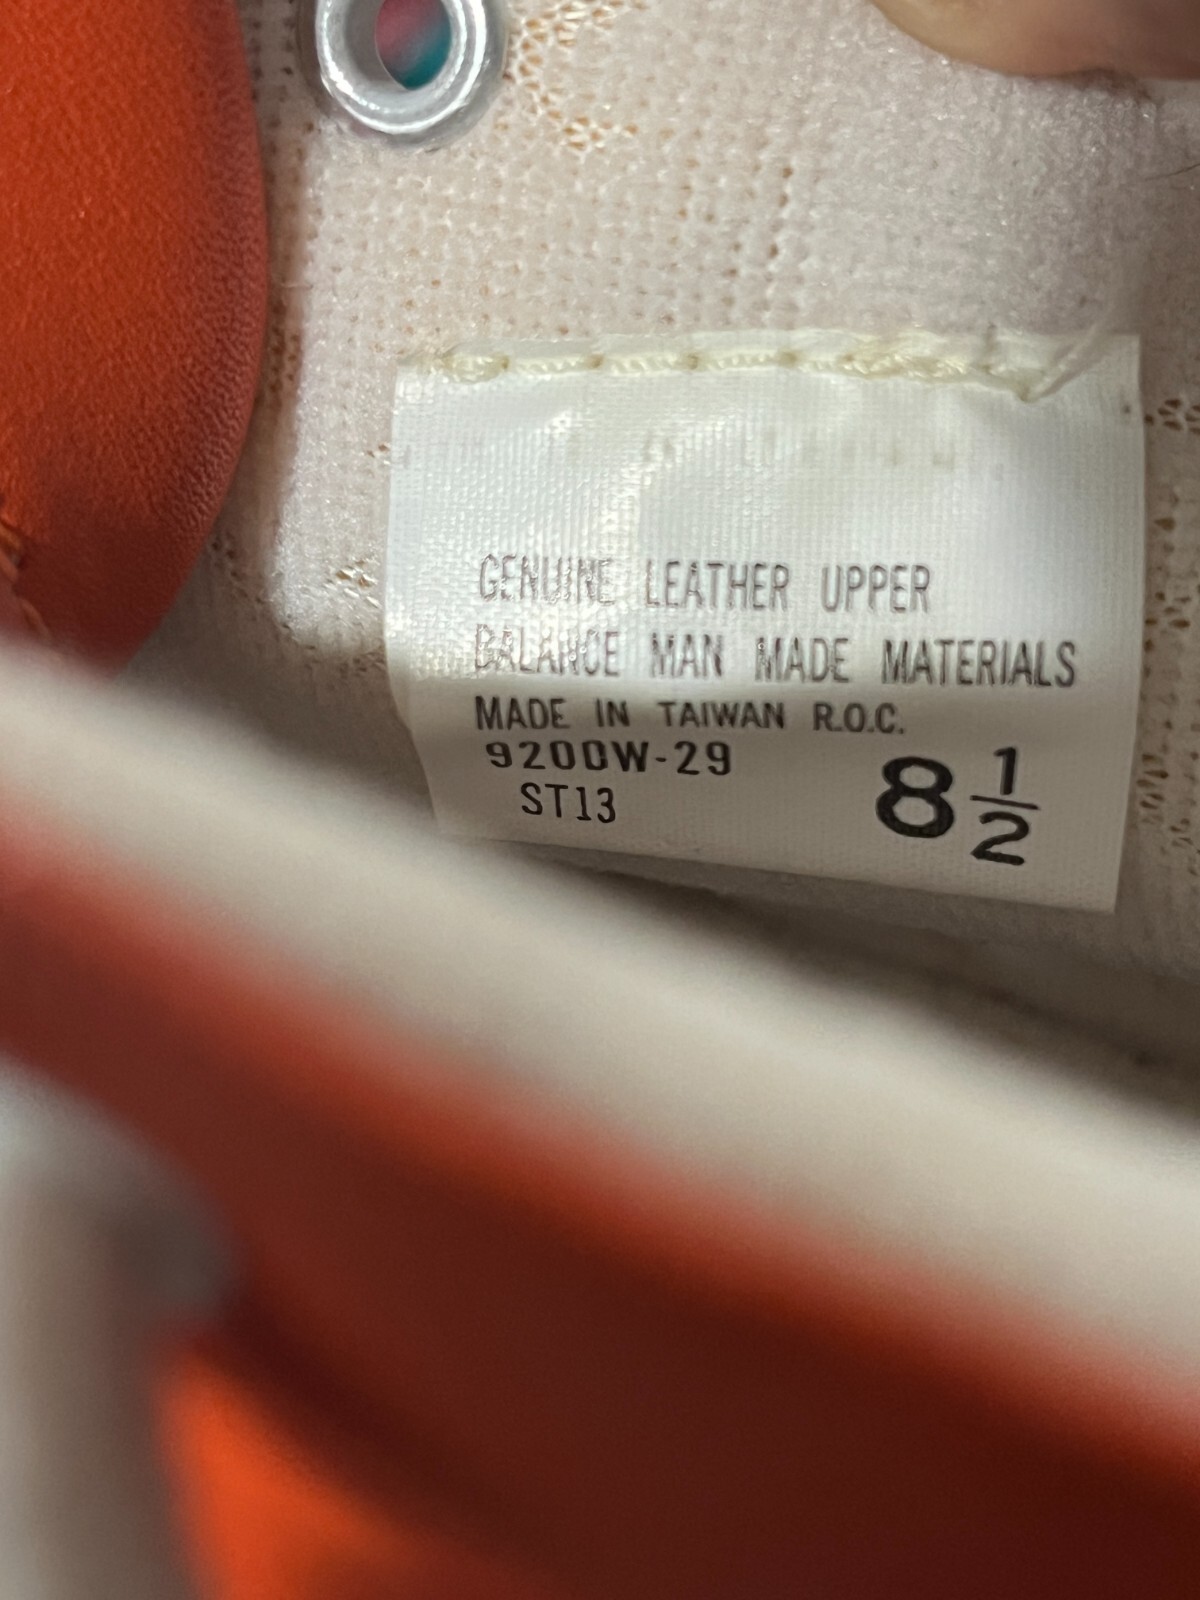 GENUINE LEATHER UPPER
BALANCE MAN MADE MATERIALS
MADE IN TAIWAN R.O.C.
9200W-29
ST13
8 1/2